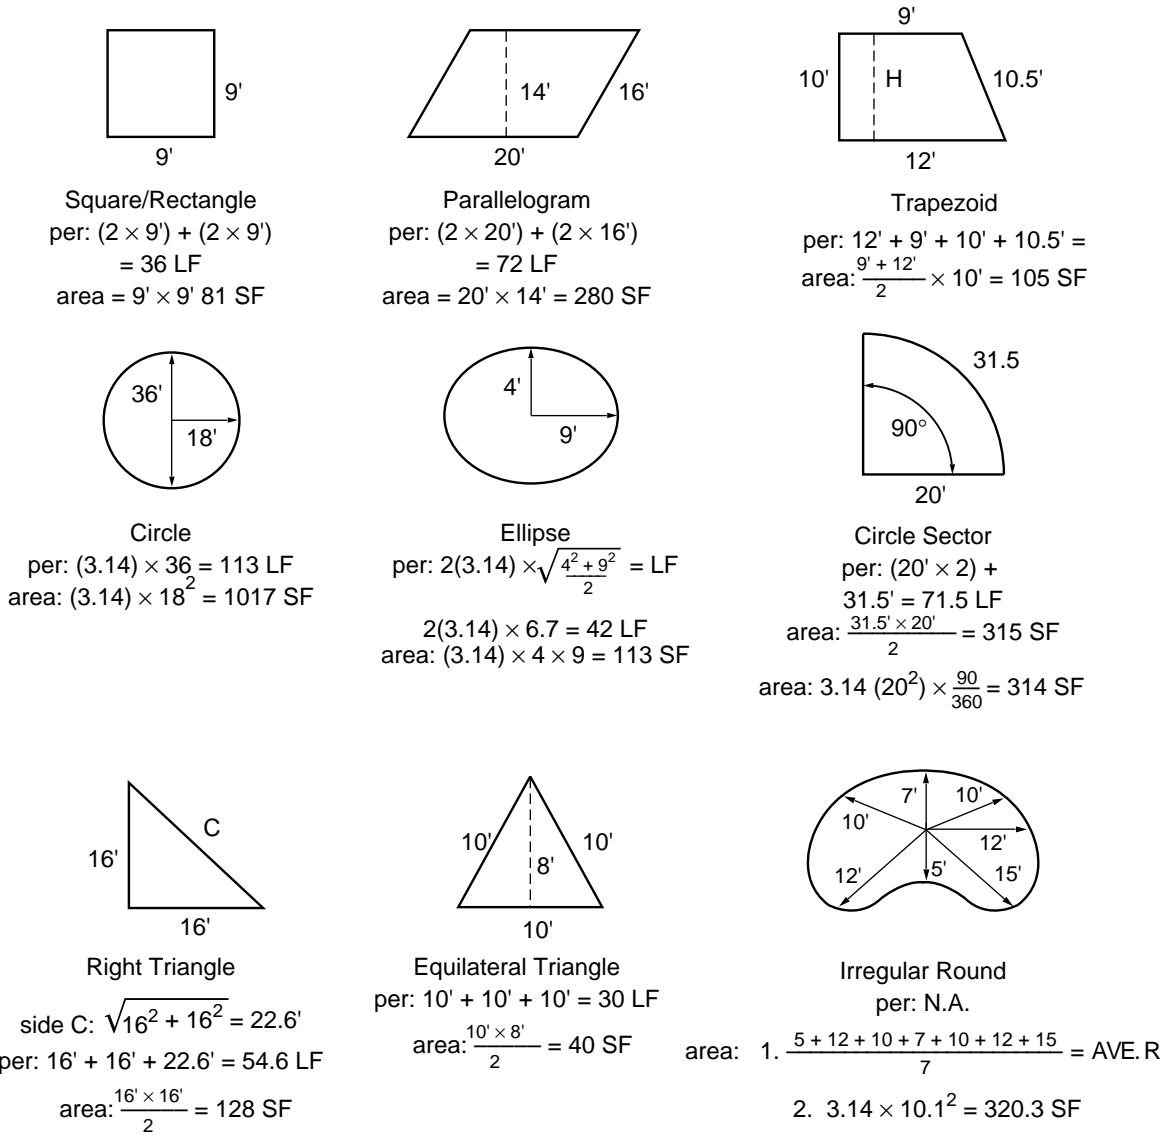 9'
9'
Square/Rectangle
per: (2 × 9') + (2 × 9')
= 36 LF
area = 9' × 9' 81 SF
14'
16'
20'
Parallelogram
per: (2 × 20') + (2 × 16')
= 72 LF
area = 20' × 14' = 280 SF
9'
10'
H
10.5'
12'
Trapezoid
per: 12' + 9' + 10' + 10.5' =
area: (9' + 12')/2 × 10' = 105 SF
36'
18'
Circle
per: (3.14) × 36 = 113 LF
area: (3.14) × 18² = 1017 SF
4'
9'
Ellipse
per: 2(3.14) × √((4² + 9²)/2) = LF
2(3.14) × 6.7 = 42 LF
area: (3.14) × 4 × 9 = 113 SF
31.5
90°
20'
Circle Sector
per: (20' × 2) +
31.5' = 71.5 LF
area: (31.5' × 20')/2 = 315 SF
area: 3.14 (20²) × 90/360 = 314 SF
16'
C
16'
Right Triangle
side C: √(16² + 16²) = 22.6'
per: 16' + 16' + 22.6' = 54.6 LF
area: (16' × 16')/2 = 128 SF
10'
10'
8'
10'
Equilateral Triangle
per: 10' + 10' + 10' = 30 LF
area: (10' × 8')/2 = 40 SF
7'
10'
10'
12'
12'
5'
15'
Irregular Round
per: N.A.
area: 1. (5 + 12 + 10 + 7 + 10 + 12 + 15)/7 = AVE. R
2. 3.14 × 10.1² = 320.3 SF